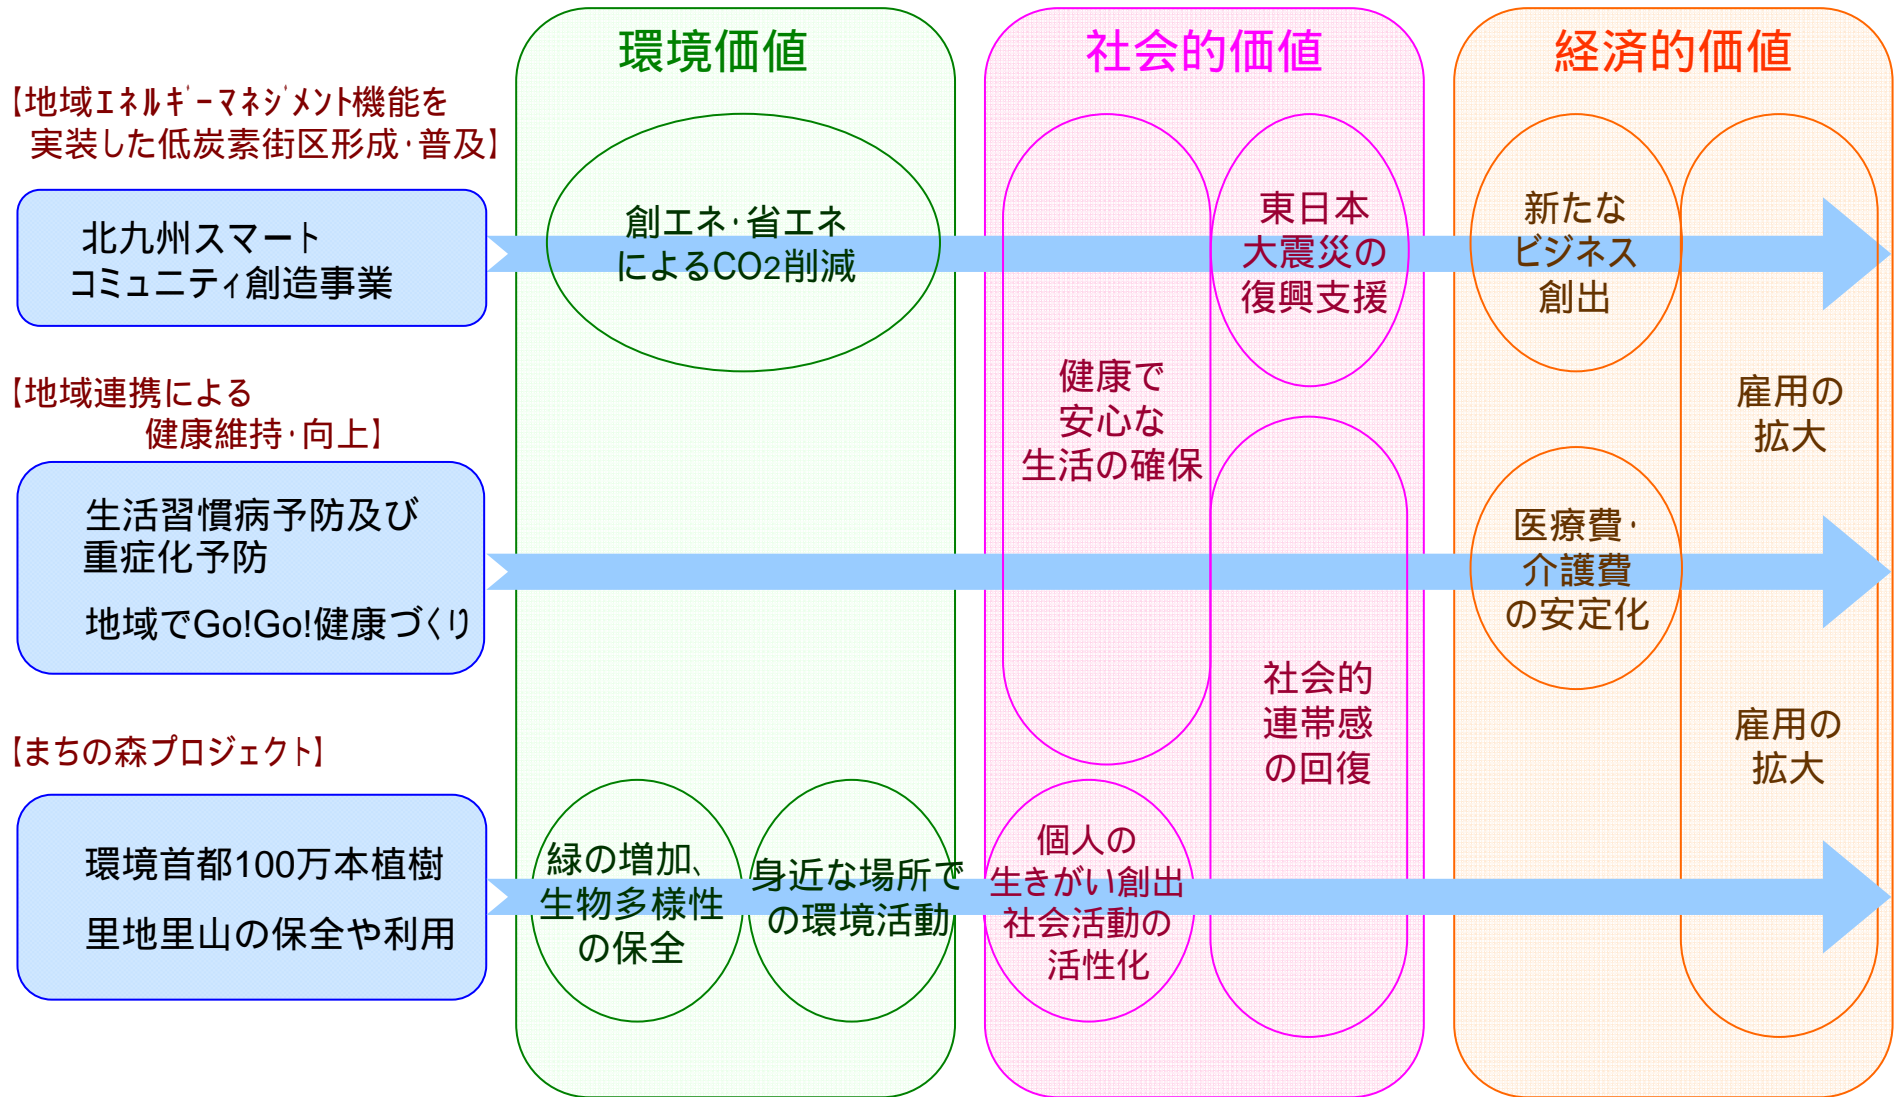 環境価値
社会的価値
経済的価値
【地域エネルギーマネジメント機能を
実装した低炭素街区形成・普及】
北九州スマート
コミュニティ創造事業
創エネ・省エネ
によるCO2削減
東日本
大震災の
復興支援
新たな
ビジネス
創出
健康で
安心な
生活の確保
雇用の
拡大
【地域連携による
健康維持・向上】
生活習慣病予防及び
重症化予防
地域でGo!Go!健康づくり
医療費・
介護費
の安定化
社会的
連帯感
の回復
雇用の
拡大
【まちの森プロジェクト】
環境首都100万本植樹
里地里山の保全や利用
緑の増加、
生物多様性
の保全
身近な場所で
の環境活動
個人の
生きがい創出
社会活動の
活性化